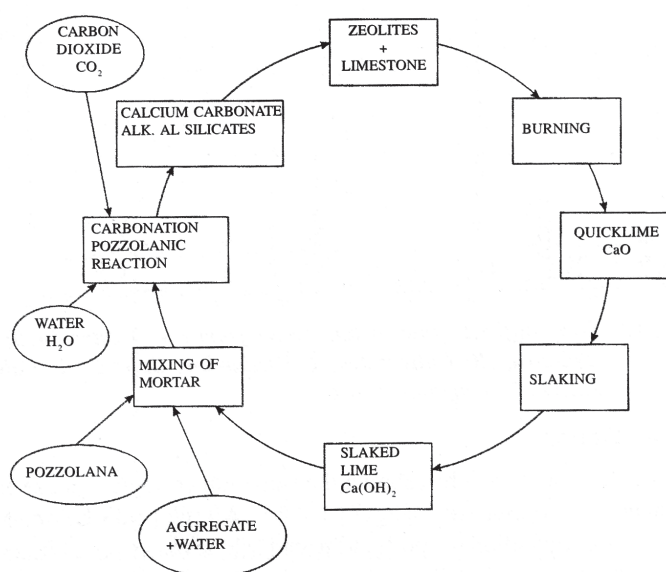 CARBON
DIOXIDE
CO₂
ZEOLITES
+
LIMESTONE
CALCIUM CARBONATE
ALK. AL SILICATES
BURNING
CARBONATION
POZZOLANIC
REACTION
QUICKLIME
CaO
WATER
H₂O
MIXING OF
MORTAR
SLAKING
POZZOLANA
SLAKED
LIME
Ca(OH)₂
AGGREGATE
+WATER